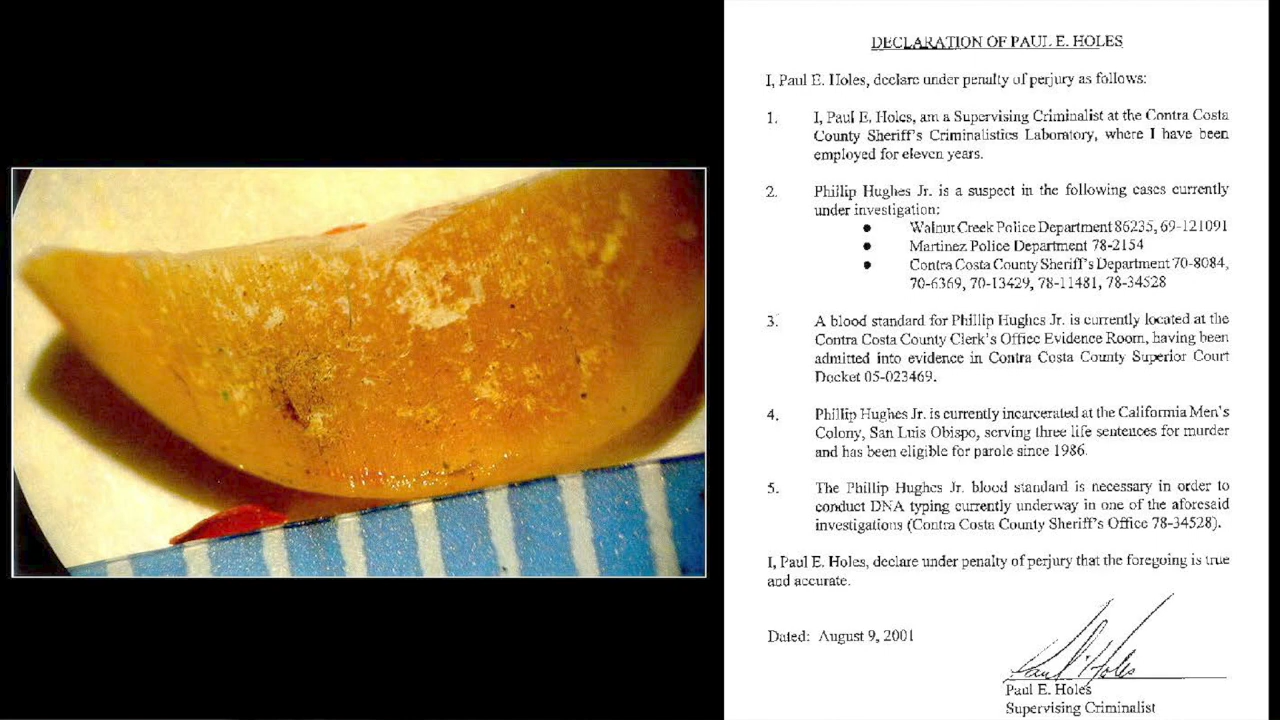 DECLARATION OF PAUL E. HOLES
I, Paul E. Holes, declare under penalty of perjury as follows:
1. I, Paul E. Holes, am a Supervising Criminalist at the Contra Costa
County Sheriff's Criminalistics Laboratory, where I have been
employed for eleven years.
2. Phillip Hughes Jr. is a suspect in the following cases currently
under investigation:
● Walnut Creek Police Department 86235, 69-121091
● Martinez Police Department 78-2154
● Contra Costa County Sheriff's Department 70-8084,
70-6369, 70-13429, 78-11481, 78-34528
3. A blood standard for Phillip Hughes Jr. is currently located at the
Contra Costa County Clerk's Office Evidence Room, having been
admitted into evidence in Contra Costa County Superior Court
Docket 05-023469.
4. Phillip Hughes Jr. is currently incarcerated at the California Men's
Colony, San Luis Obispo, serving three life sentences for murder
and has been eligible for parole since 1986.
5. The Phillip Hughes Jr. blood standard is necessary in order to
conduct DNA typing currently underway in one of the aforesaid
investigations (Contra Costa County Sheriff's Office 78-34528).
I, Paul E. Holes, declare under penalty of perjury that the foregoing is true
and accurate.
Dated: August 9, 2001
Paul E. Holes
Paul E. Holes
Supervising Criminalist